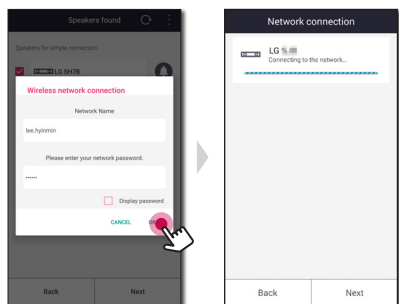 Speakers found
Speakers for simple connection
LG SH7B
Wireless network connection
Network Name
lee.hyinmin
Please enter your network password.
······
Display password
CANCEL
Back
Next
Network connection
LG
Connecting to the network...
Back
Next